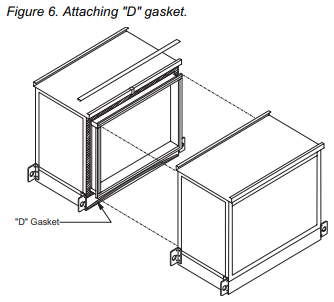 Figure 6. Attaching "D" gasket.
"D" Gasket